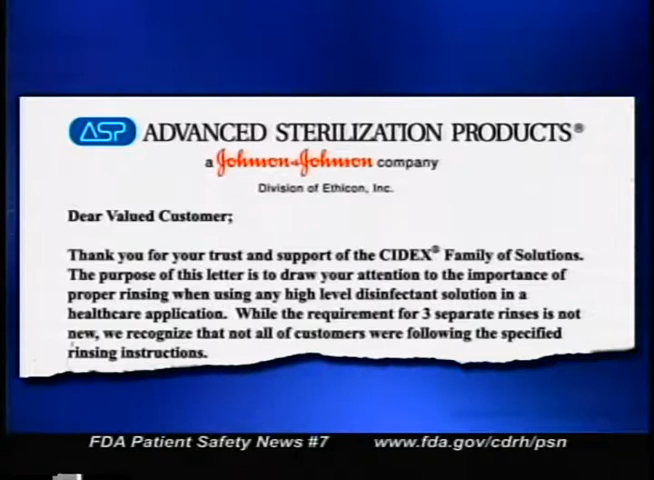 ASP ADVANCED STERILIZATION PRODUCTS®
a Johnson&Johnson company
Division of Ethicon, Inc.
Dear Valued Customer;
Thank you for your trust and support of the CIDEX® Family of Solutions.
The purpose of this letter is to draw your attention to the importance of
proper rinsing when using any high level disinfectant solution in a
healthcare application. While the requirement for 3 separate rinses is not
new, we recognize that not all of customers were following the specified
rinsing instructions.
FDA Patient Safety News #7 www.fda.gov/cdrh/psn